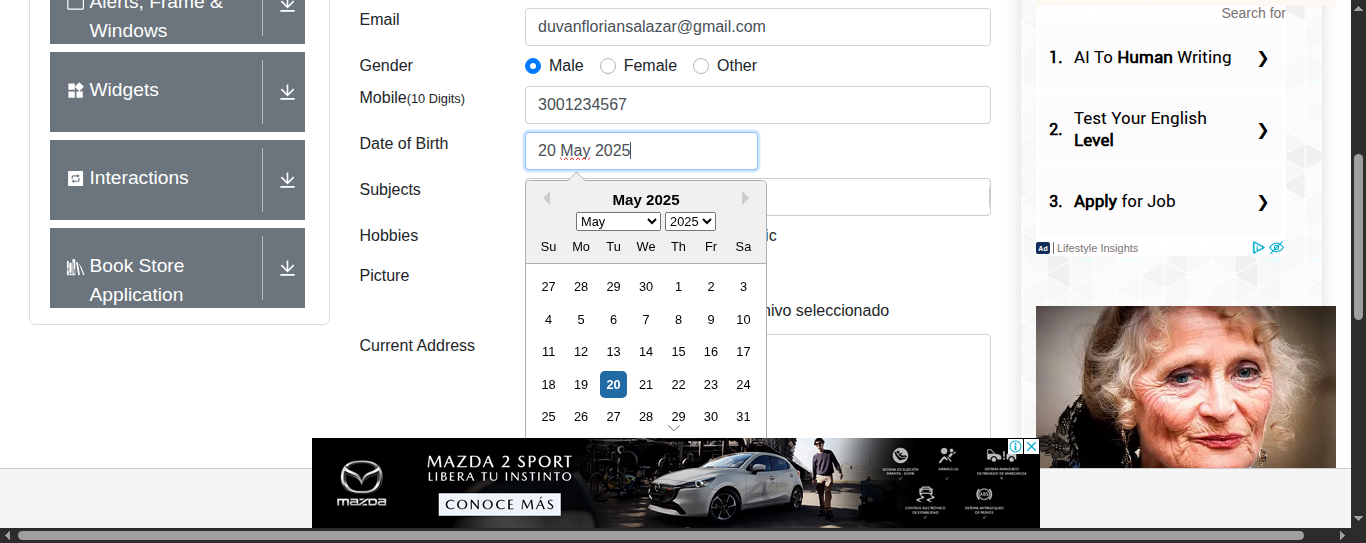 Alerts, Frame &
Windows
Widgets
Interactions
Book Store
Application
Email
duvanfloriansalazar@gmail.com
Gender
Male
Female
Other
Mobile(10 Digits)
3001234567
Date of Birth
20 May 2025
Subjects
May 2025
May
2025
Su Mo Tu We Th Fr Sa
27 28 29 30 1 2 3
4 5 6 7 8 9 10
11 12 13 14 15 16 17
18 19 20 21 22 23 24
25 26 27 28 29 30 31
Hobbies
ic
Picture
hivo seleccionado
Current Address
Search for
1. AI To Human Writing
2. Test Your English
Level
3. Apply for Job
Ad
Lifestyle Insights
mazda
MAZDA 2 SPORT
LIBERA TU INSTINTO
CONOCE MÁS